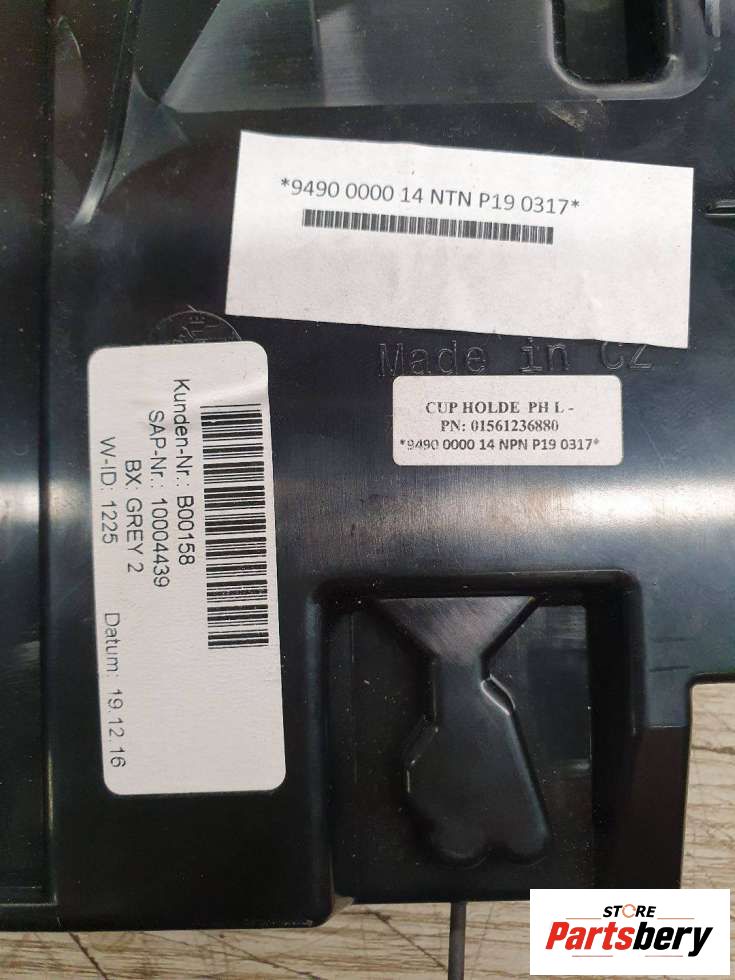 *9490 0000 14 NTN P19 0317*
Made in CZ
CUP HOLDE PH L -
PN: 01561236880
*9490 0000 14 NPN P19 0317*
Kunden-Nr.: B00158
SAP-Nr.: 10004439
BX. GREY 2
W-ID: 1225 Datum: 19.12.16
STORE
Partsbery